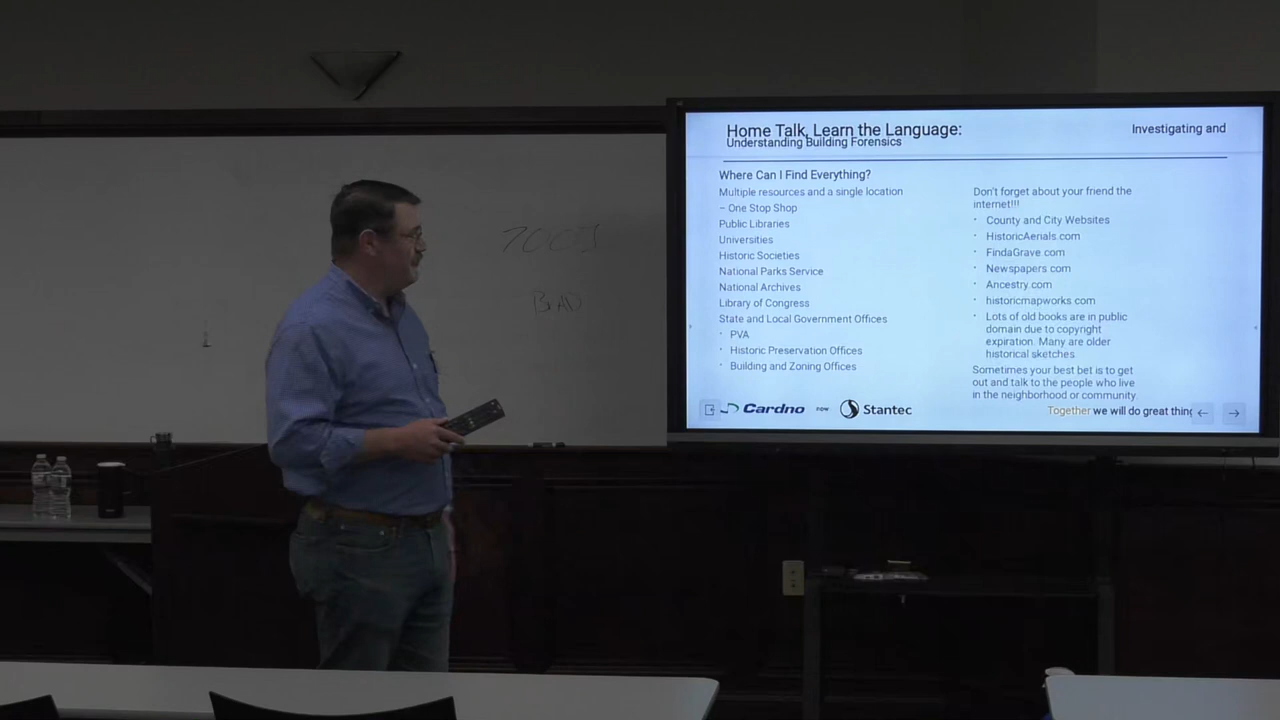 Home Talk, Learn the Language:
Investigating and
Understanding Building Forensics
Where Can I Find Everything?
Multiple resources and a single location
– One Stop Shop
Public Libraries
Universities
Historic Societies
National Parks Service
National Archives
Library of Congress
State and Local Government Offices
· PVA
· Historic Preservation Offices
· Building and Zoning Offices
Don't forget about your friend the
internet!!!
· County and City Websites
· HistoricAerials.com
· FindaGrave.com
· Newspapers.com
· Ancestry.com
· historicmapworks.com
· Lots of old books are in public
domain due to copyright
expiration. Many are older
historical sketches
Sometimes your best bet is to get
out and talk to the people who live
in the neighborhood or community.
Cardno now Stantec
Together we will do great thing
BAD